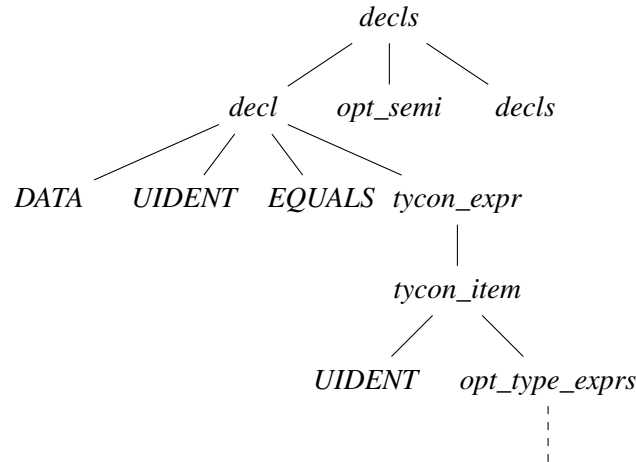 decls
decl opt_semi decls
DATA UIDENT EQUALS tycon_expr
tycon_item
UIDENT opt_type_exprs